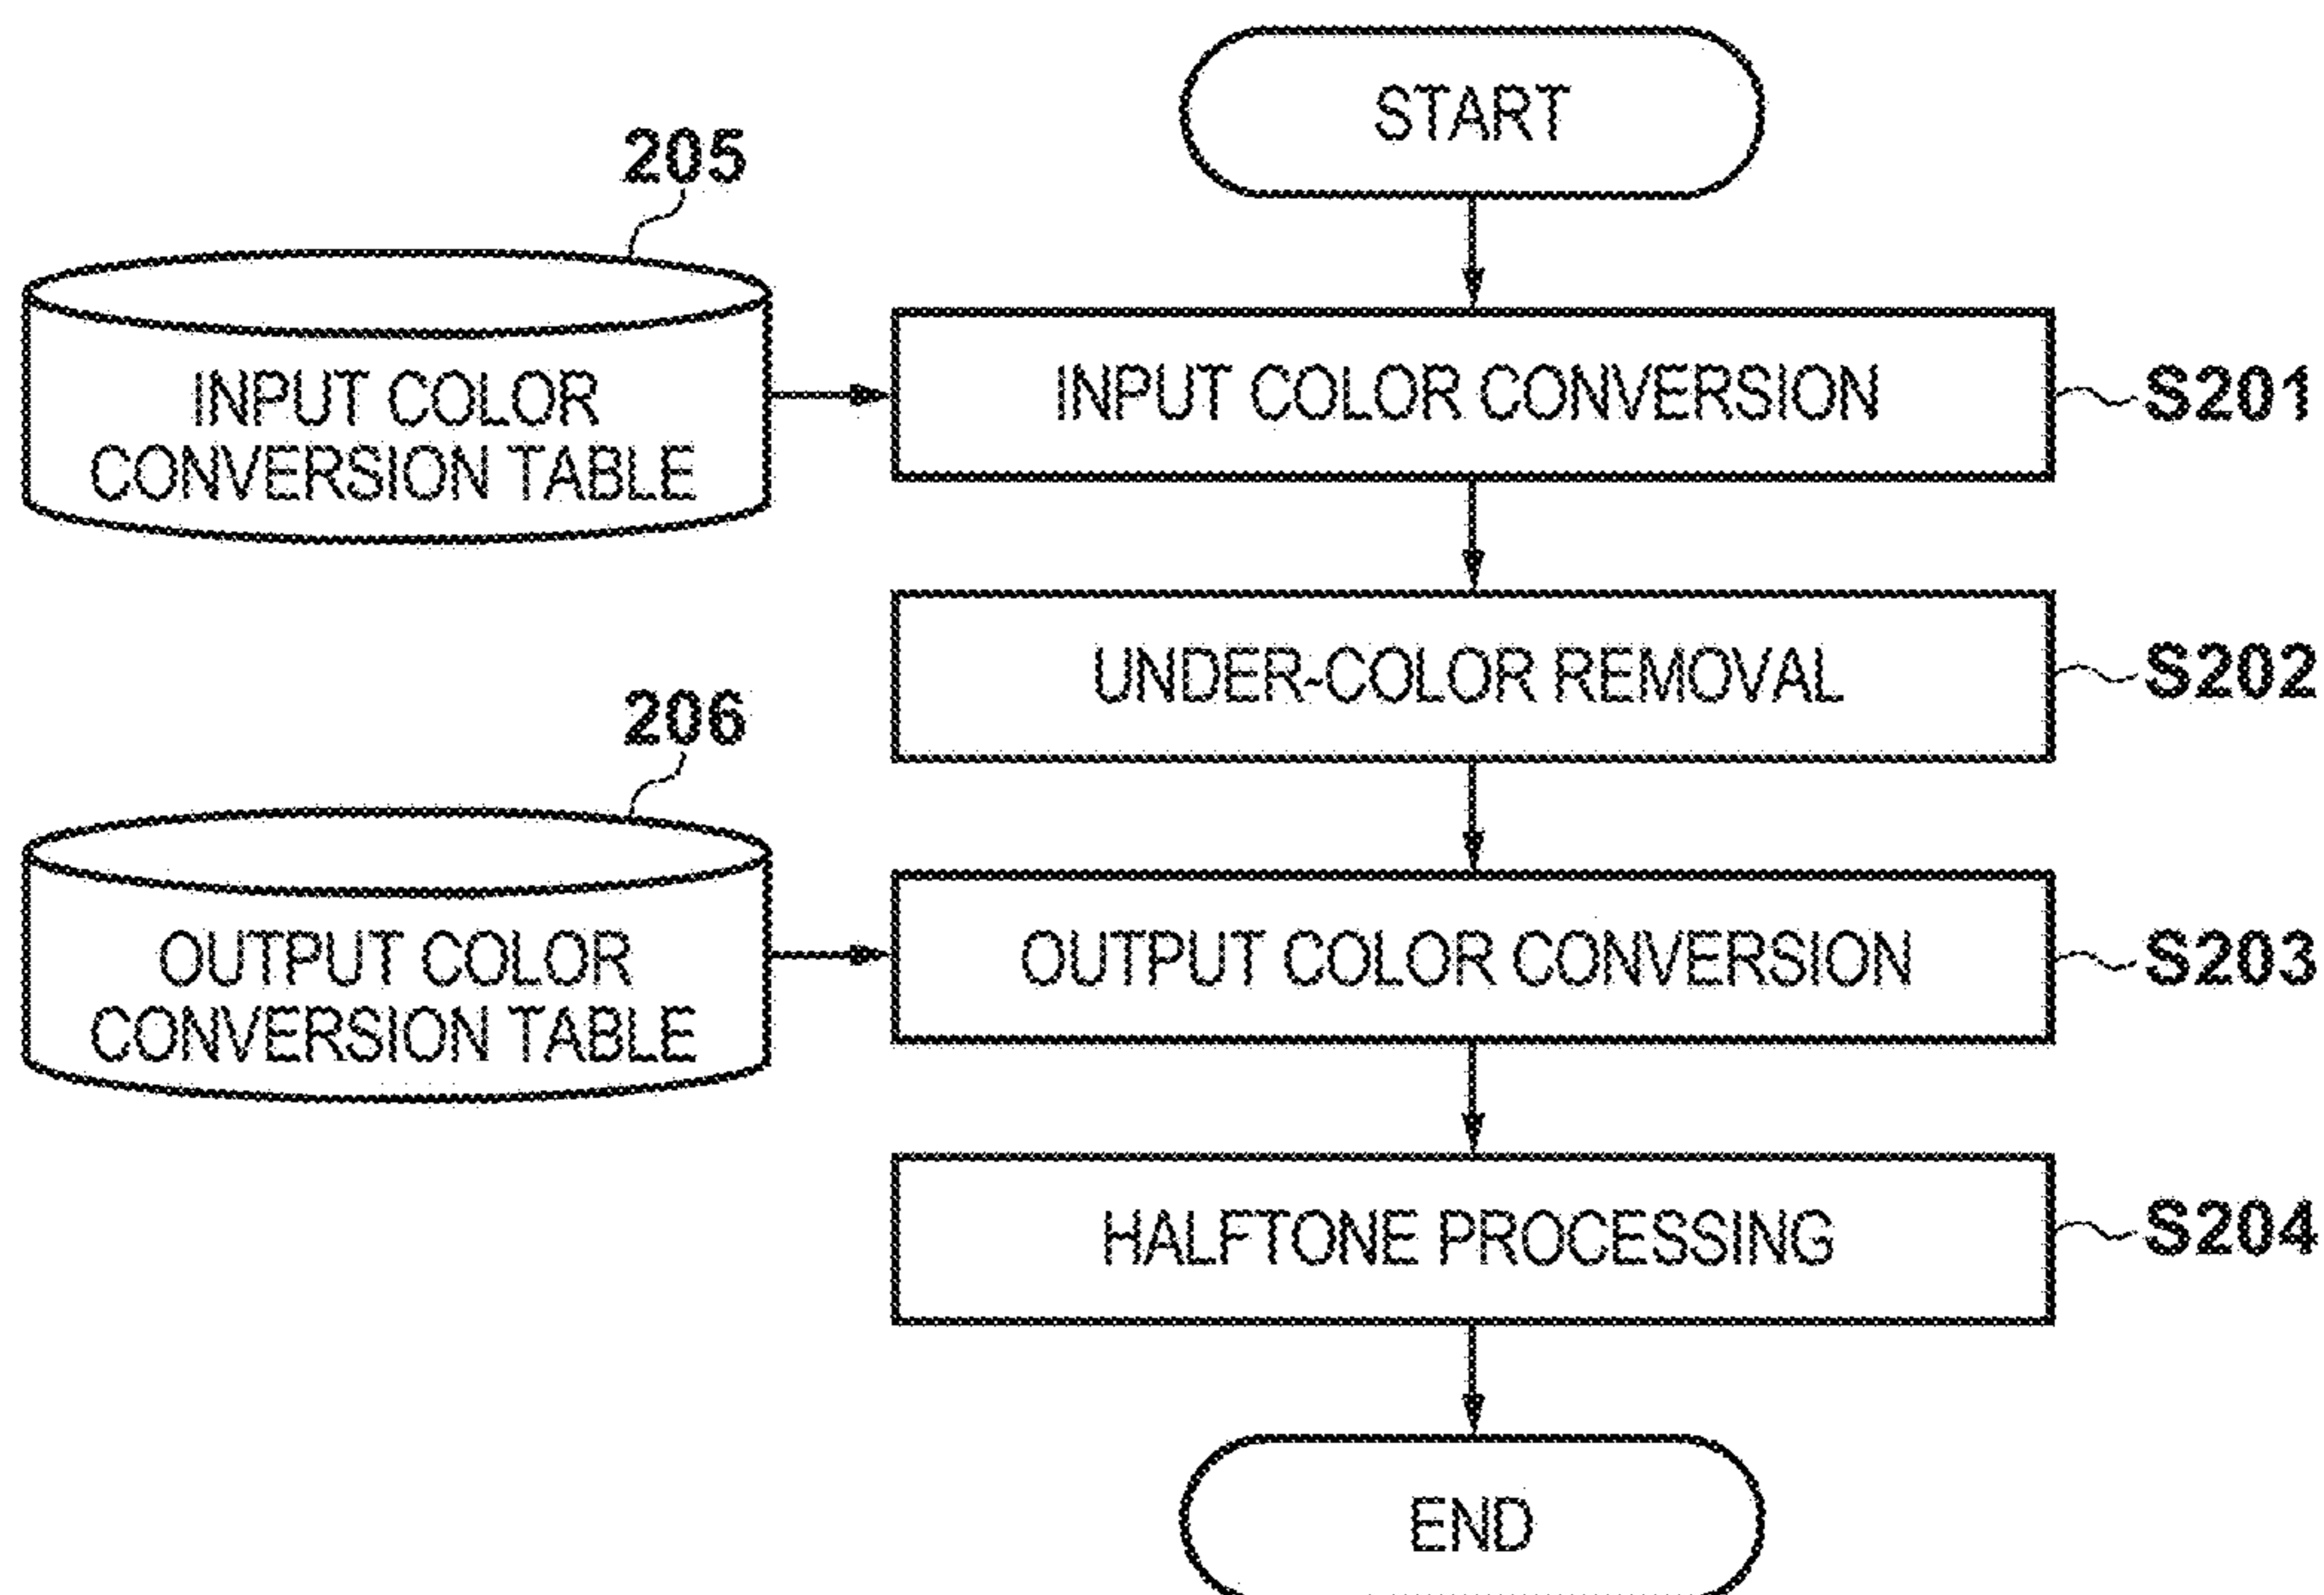 START
205
INPUT COLOR
CONVERSION TABLE
INPUT COLOR CONVERSION
S201
UNDER-COLOR REMOVAL
S202
206
OUTPUT COLOR
CONVERSION TABLE
OUTPUT COLOR CONVERSION
S203
HALFTONE PROCESSING
S204
END